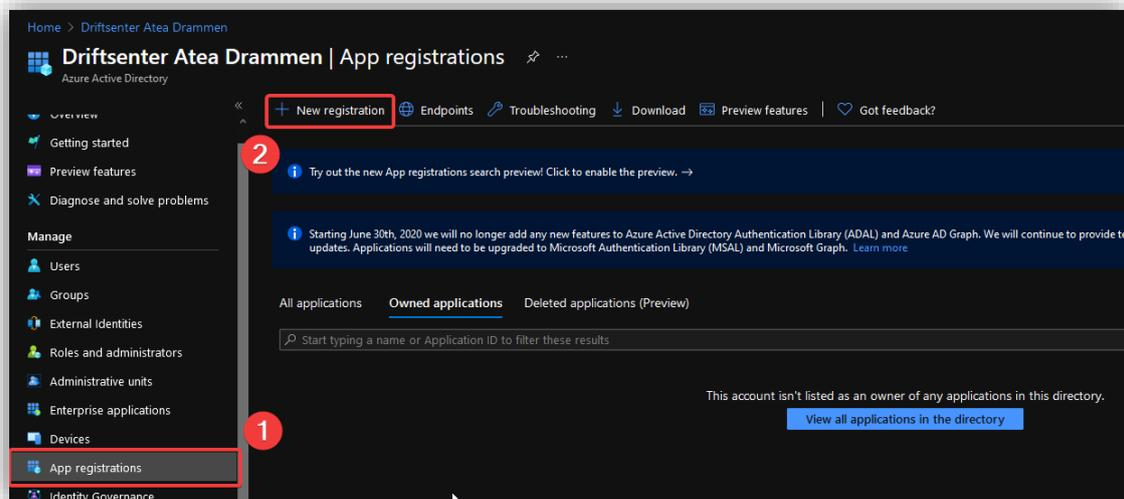 Home > Driftsenter Atea Drammen
Driftsenter Atea Drammen | App registrations
Azure Active Directory
Overview
Getting started
Preview features
Diagnose and solve problems
Manage
Users
Groups
External Identities
Roles and administrators
Administrative units
Enterprise applications
Devices
1
App registrations
Identity Governance
New registration
Endpoints
Troubleshooting
Download
Preview features
Got feedback?
2
Try out the new App registrations search preview! Click to enable the preview. →
Starting June 30th, 2020 we will no longer add any new features to Azure Active Directory Authentication Library (ADAL) and Azure AD Graph. We will continue to provide
updates. Applications will need to be upgraded to Microsoft Authentication Library (MSAL) and Microsoft Graph. Learn more
All applications
Owned applications
Deleted applications (Preview)
Start typing a name or Application ID to filter these results
This account isn't listed as an owner of any applications in this directory.
View all applications in the directory